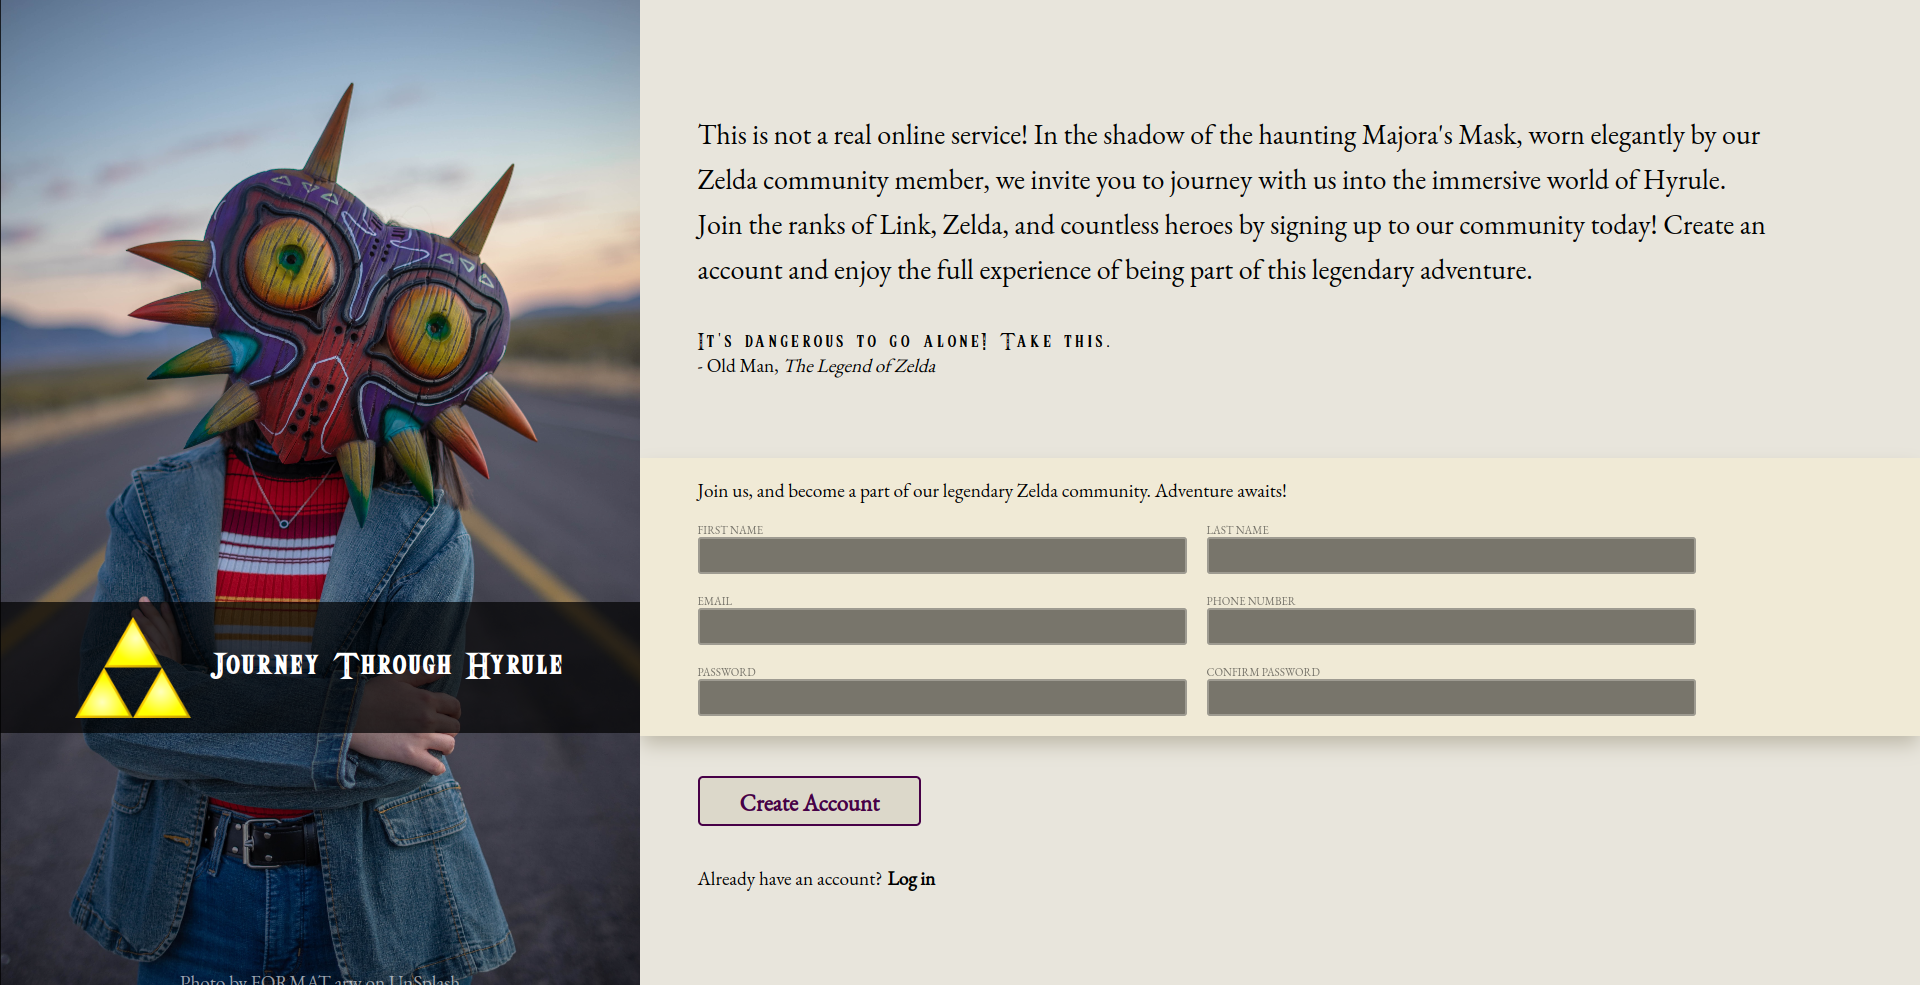 This is not a real online service! In the shadow of the haunting Majora's Mask, worn elegantly by our
Zelda community member, we invite you to journey with us into the immersive world of Hyrule.
Join the ranks of Link, Zelda, and countless heroes by signing up to our community today! Create an
account and enjoy the full experience of being part of this legendary adventure.
It's dangerous to go alone! Take this.
- Old Man, The Legend of Zelda
Join us, and become a part of our legendary Zelda community. Adventure awaits!
FIRST NAME
LAST NAME
EMAIL
PHONE NUMBER
PASSWORD
CONFIRM PASSWORD
Create Account
Already have an account? Log in
Journey Through Hyrule
Photo by FORMAT arw on UnSplash